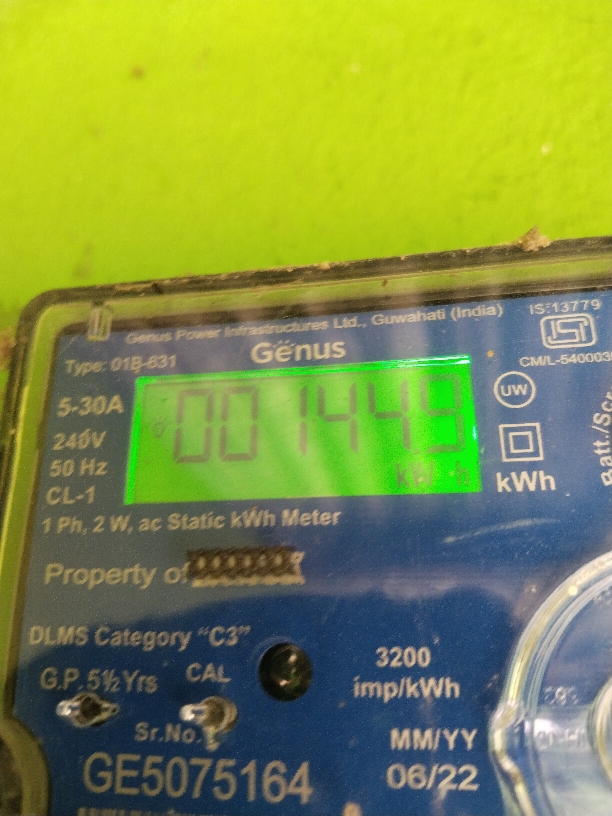 Genus Power Infrastructures Ltd., Guwahati (India)
IS:13779
Type: 01B-631
Genus
CM/L-540003
5-30A
001449
UW
240V
50 Hz
kWh
kWh
CL-1
1 Ph, 2 W, ac Static kWh Meter
Property of
DLMS Category "C3"
3200
imp/kWh
G.P.5½Yrs
CAL
Sr.No.
MM/YY
GE5075164
06/22